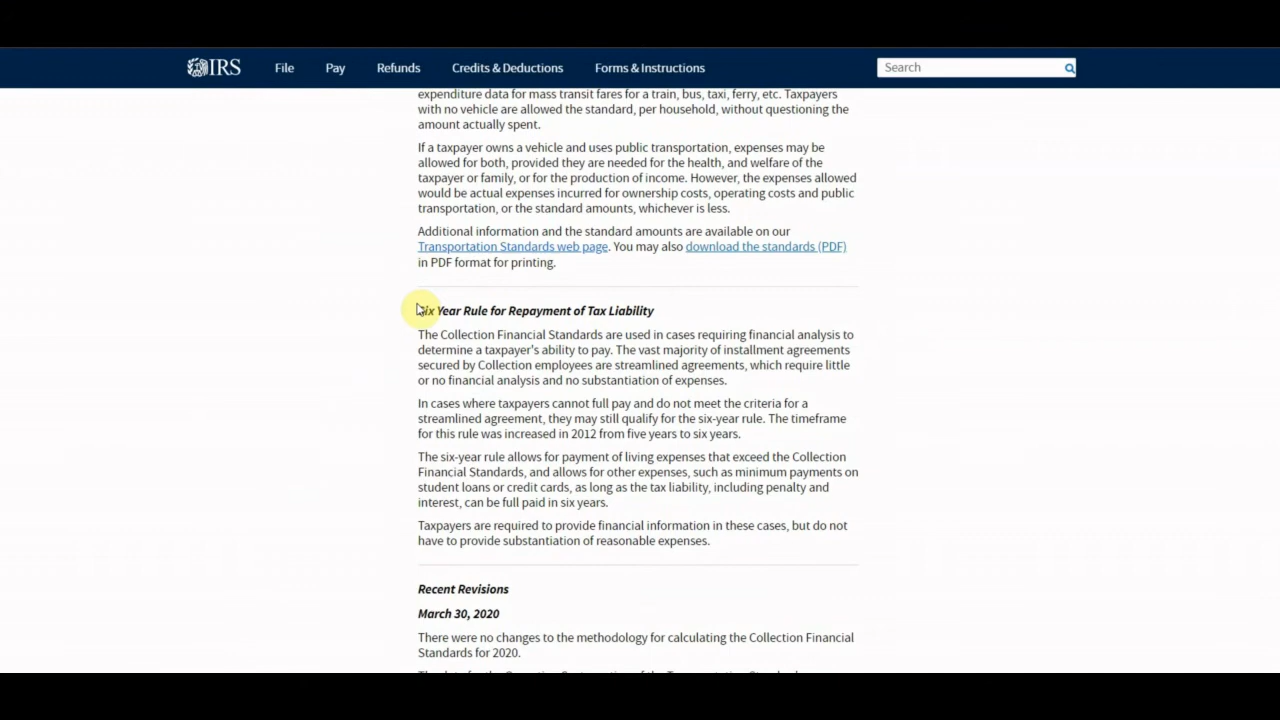 IRS File Pay Refunds Credits & Deductions Forms & Instructions Search
expenditure data for mass transit fares for a train, bus, taxi, ferry, etc. Taxpayers
with no vehicle are allowed the standard, per household, without questioning the
amount actually spent.
If a taxpayer owns a vehicle and uses public transportation, expenses may be
allowed for both, provided they are needed for the health, and welfare of the
taxpayer or family, or for the production of income. However, the expenses allowed
would be actual expenses incurred for ownership costs, operating costs and public
transportation, or the standard amounts, whichever is less.
Additional information and the standard amounts are available on our
Transportation Standards web page. You may also download the standards (PDF)
in PDF format for printing.
Six Year Rule for Repayment of Tax Liability
The Collection Financial Standards are used in cases requiring financial analysis to
determine a taxpayer's ability to pay. The vast majority of installment agreements
secured by Collection employees are streamlined agreements, which require little
or no financial analysis and no substantiation of expenses.
In cases where taxpayers cannot full pay and do not meet the criteria for a
streamlined agreement, they may still qualify for the six-year rule. The timeframe
for this rule was increased in 2012 from five years to six years.
The six-year rule allows for payment of living expenses that exceed the Collection
Financial Standards, and allows for other expenses, such as minimum payments on
student loans or credit cards, as long as the tax liability, including penalty and
interest, can be full paid in six years.
Taxpayers are required to provide financial information in these cases, but do not
have to provide substantiation of reasonable expenses.
Recent Revisions
March 30, 2020
There were no changes to the methodology for calculating the Collection Financial
Standards for 2020.